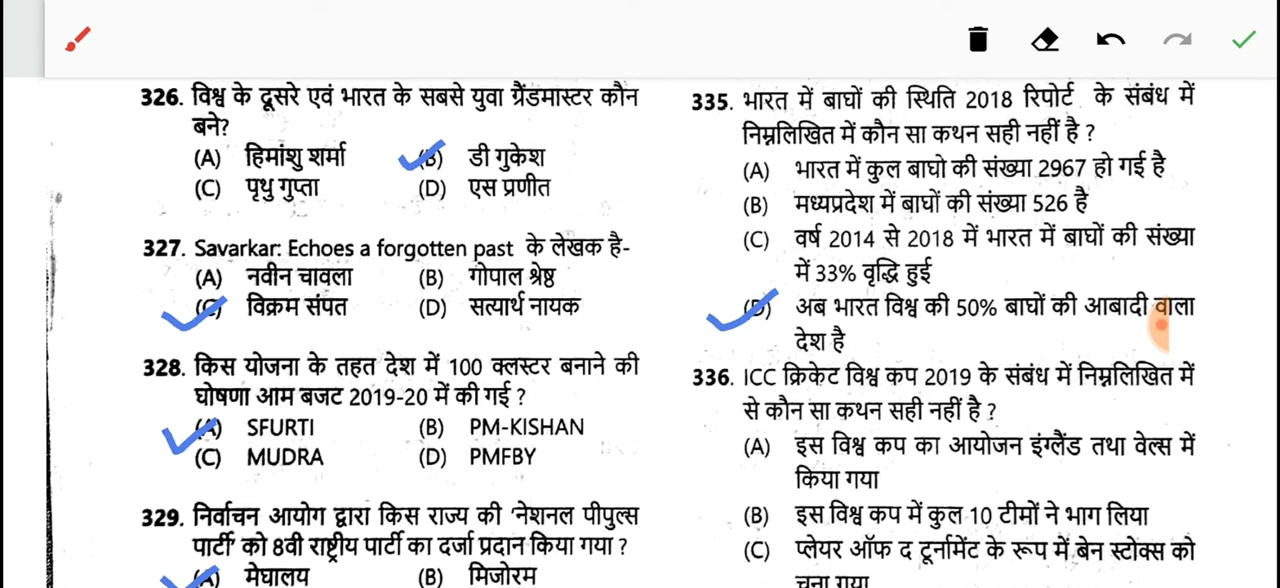 326. विश्व के दूसरे एवं भारत के सबसे युवा ग्रैंडमास्टर कौन
बने?
(A) हिमांशु शर्मा (B) डी गुकेश
(C) पृथु गुप्ता (D) एस प्रणीत
327. Savarkar: Echoes a forgotten past के लेखक है-
(A) नवीन चावला (B) गोपाल श्रेष्ठ
(C) विक्रम संपत (D) सत्यार्थ नायक
328. किस योजना के तहत देश में 100 क्लस्टर बनाने की
घोषणा आम बजट 2019-20 में की गई ?
(A) SFURTI (B) PM-KISHAN
(C) MUDRA (D) PMFBY
329. निर्वाचन आयोग द्वारा किस राज्य की 'नेशनल पीपुल्स
पार्टी' को 8वी राष्ट्रीय पार्टी का दर्जा प्रदान किया गया ?
(A) मेघालय (B) मिजोरम
335. भारत में बाघों की स्थिति 2018 रिपोर्ट के संबंध में
निम्नलिखित में कौन सा कथन सही नहीं है ?
(A) भारत में कुल बाघो की संख्या 2967 हो गई है
(B) मध्यप्रदेश में बाघों की संख्या 526 है
(C) वर्ष 2014 से 2018 में भारत में बाघों की संख्या
में 33% वृद्धि हुई
(D) अब भारत विश्व की 50% बाघों की आबादी वाला
देश है
336. ICC क्रिकेट विश्व कप 2019 के संबंध में निम्नलिखित में
से कौन सा कथन सही नहीं है ?
(A) इस विश्व कप का आयोजन इंग्लैंड तथा वेल्स में
किया गया
(B) इस विश्व कप में कुल 10 टीमों ने भाग लिया
(C) प्लेयर ऑफ द टूर्नामेंट के रूप में बेन स्टोक्स को
चुना गया